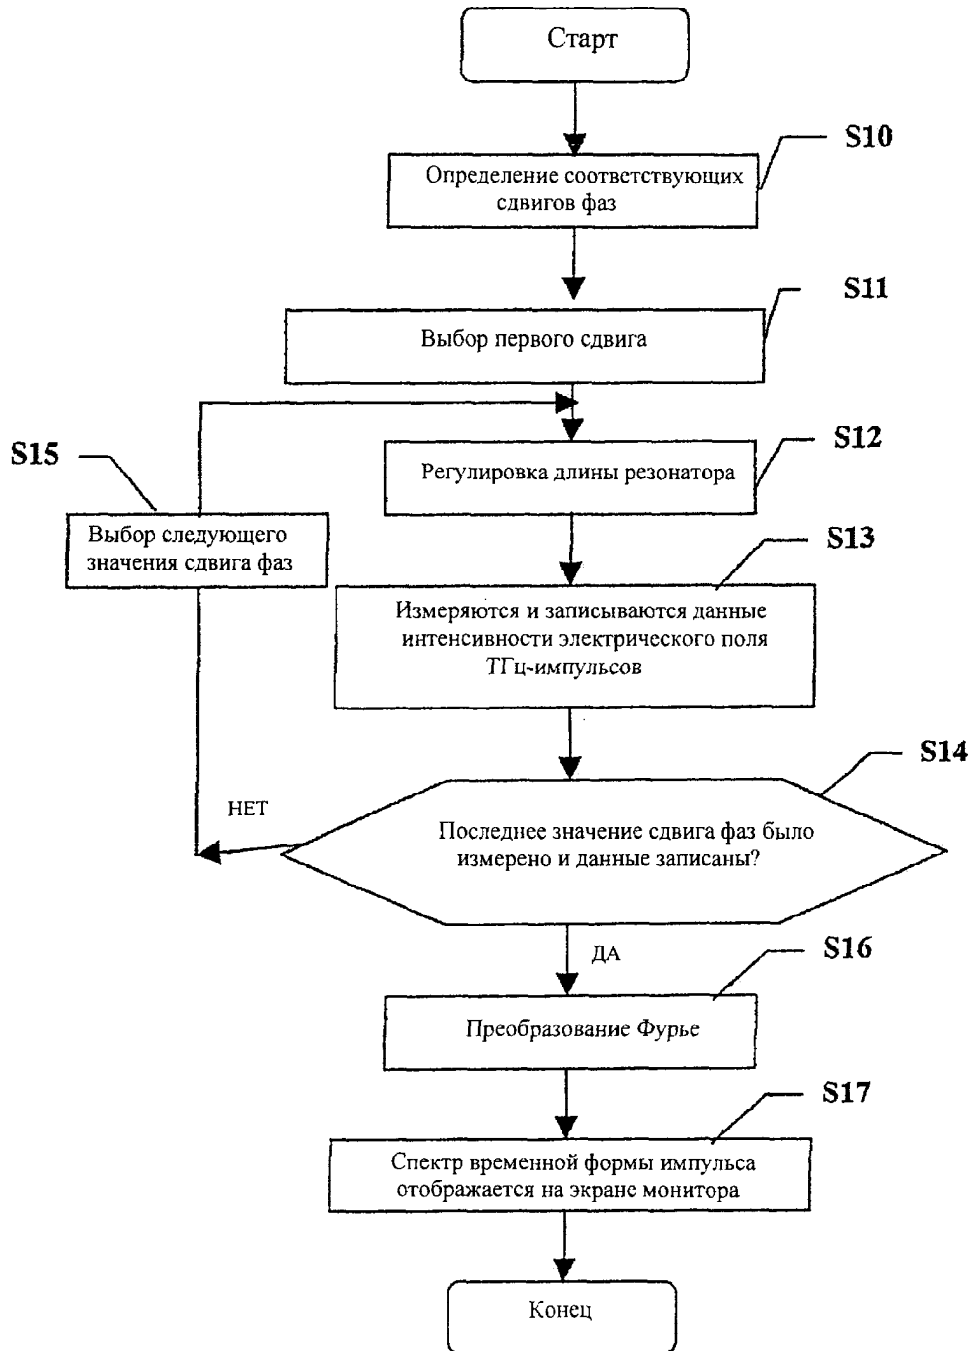 Старт
S10
Определение соответствующих
сдвигов фаз
S11
Выбор первого сдвига
S12
Регулировка длины резонатора
S15
Выбор следующего
значения сдвига фаз
S13
Измеряются и записываются данные
интенсивности электрического поля
ТГц-импульсов
S14
НЕТ
Последнее значение сдвига фаз было
измерено и данные записаны?
ДА
S16
Преобразование Фурье
S17
Спектр временной формы импульса
отображается на экране монитора
Конец